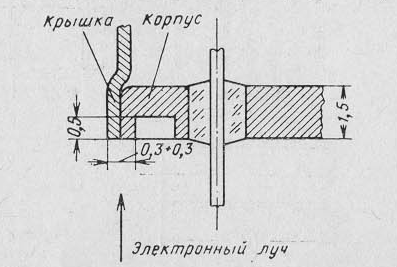 Крышка
Корпус
0,5
0,3+0,3
1,5
Электронный луч